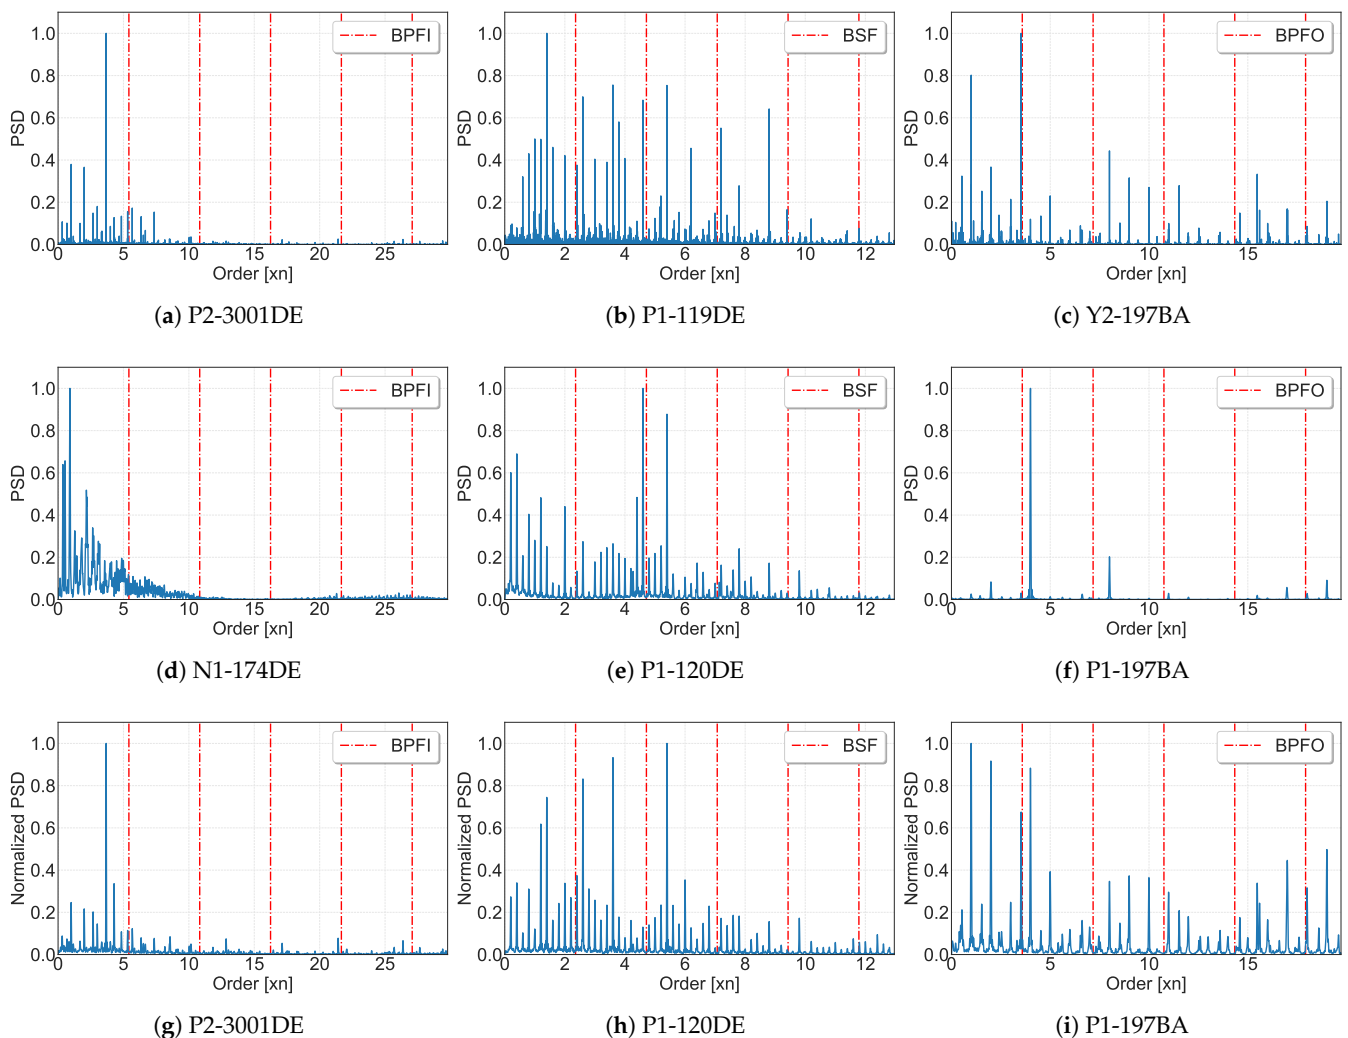 BPFI
PSD
1.0
0.8
0.6
0.4
0.2
0.0
0 5 10 15 20 25
Order [xn]
(a) P2-3001DE
BSF
PSD
1.0
0.8
0.6
0.4
0.2
0.0
0 2 4 6 8 10 12
Order [xn]
(b) P1-119DE
BPFO
PSD
1.0
0.8
0.6
0.4
0.2
0.0
0 5 10 15
Order [xn]
(c) Y2-197BA
BPFI
PSD
1.0
0.8
0.6
0.4
0.2
0.0
0 5 10 15 20 25
Order [xn]
(d) N1-174DE
BSF
PSD
1.0
0.8
0.6
0.4
0.2
0.0
0 2 4 6 8 10 12
Order [xn]
(e) P1-120DE
BPFO
PSD
1.0
0.8
0.6
0.4
0.2
0.0
0 5 10 15
Order [xn]
(f) P1-197BA
BPFI
Normalized PSD
1.0
0.8
0.6
0.4
0.2
0.0
0 5 10 15 20 25
Order [xn]
(g) P2-3001DE
BSF
Normalized PSD
1.0
0.8
0.6
0.4
0.2
0.0
0 2 4 6 8 10 12
Order [xn]
(h) P1-120DE
BPFO
Normalized PSD
1.0
0.8
0.6
0.4
0.2
0.0
0 5 10 15
Order [xn]
(i) P1-197BA